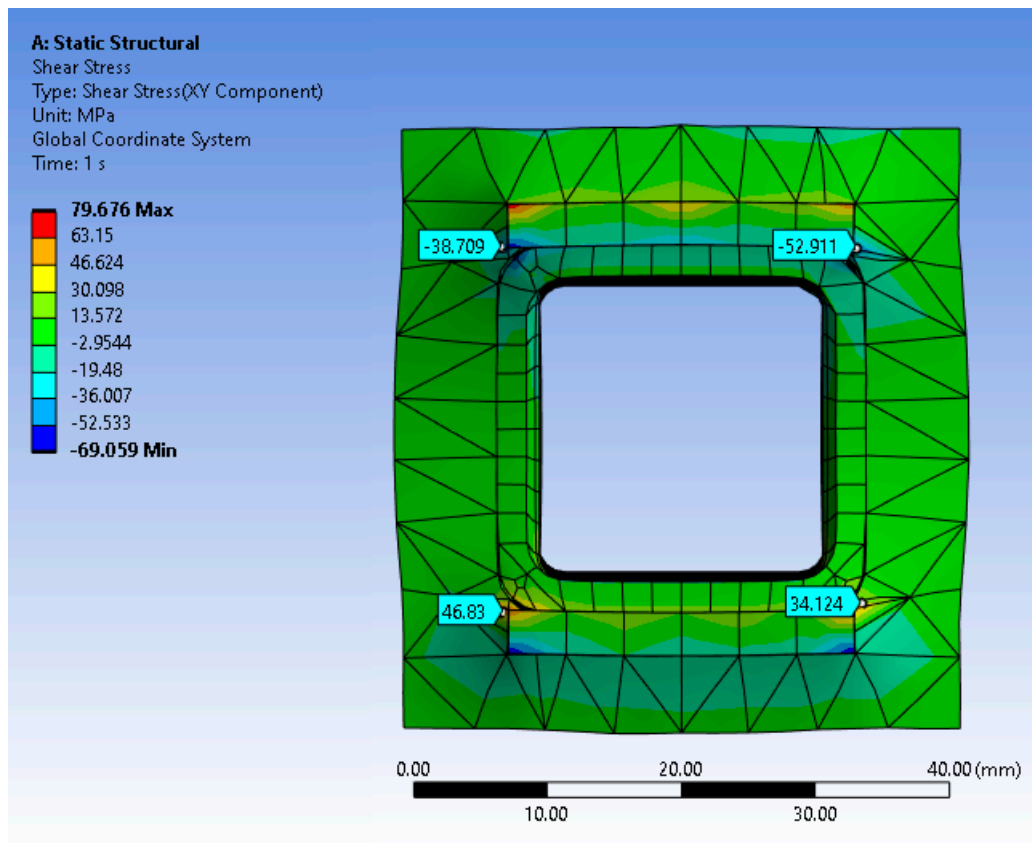 A: Static Structural
Shear Stress
Type: Shear Stress(XY Component)
Unit: MPa
Global Coordinate System
Time: 1 s
79.676 Max
63.15
46.624
30.098
13.572
-2.9544
-19.48
-36.007
-52.533
-69.059 Min
-38.709
-52.911
46.83
34.124
0.00
20.00
40.00 (mm)
10.00
30.00